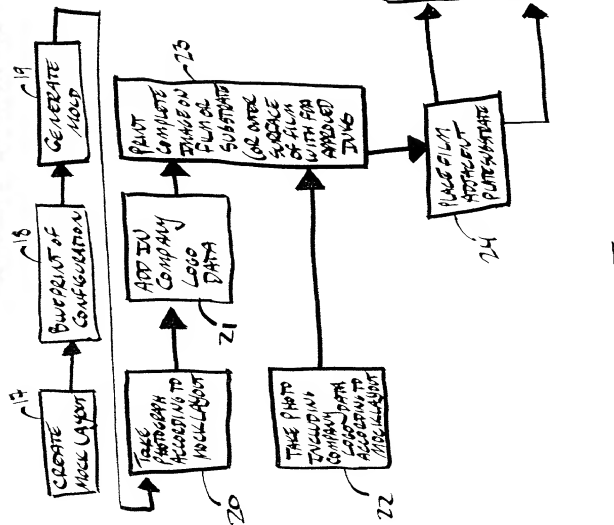 17
CREATE
MOCK LAYOUT
18
BLUEPRINT OF
CONFIGURATION
19
GENERATE
MOLD
TAKE
PHOTOGRAPH
ACCORDING TO
MOCK LAYOUT
20
ADD IN
COMPANY
LOGO
DATA
21
TAKE PHOTO
INCLUDING
COMPANY
LOGO DATA
ACCORDING TO
MOCK LAYOUT
22
23
PRINT
COMPLETE
IMAGE ON
FILM OR
SUBSTRATE
(OR OUTER
SURFACE
OF FILM
WITH FDA
APPROVED
INKS
PLACE FILM
ADJACENT
PLATE SUBSTRATE
24